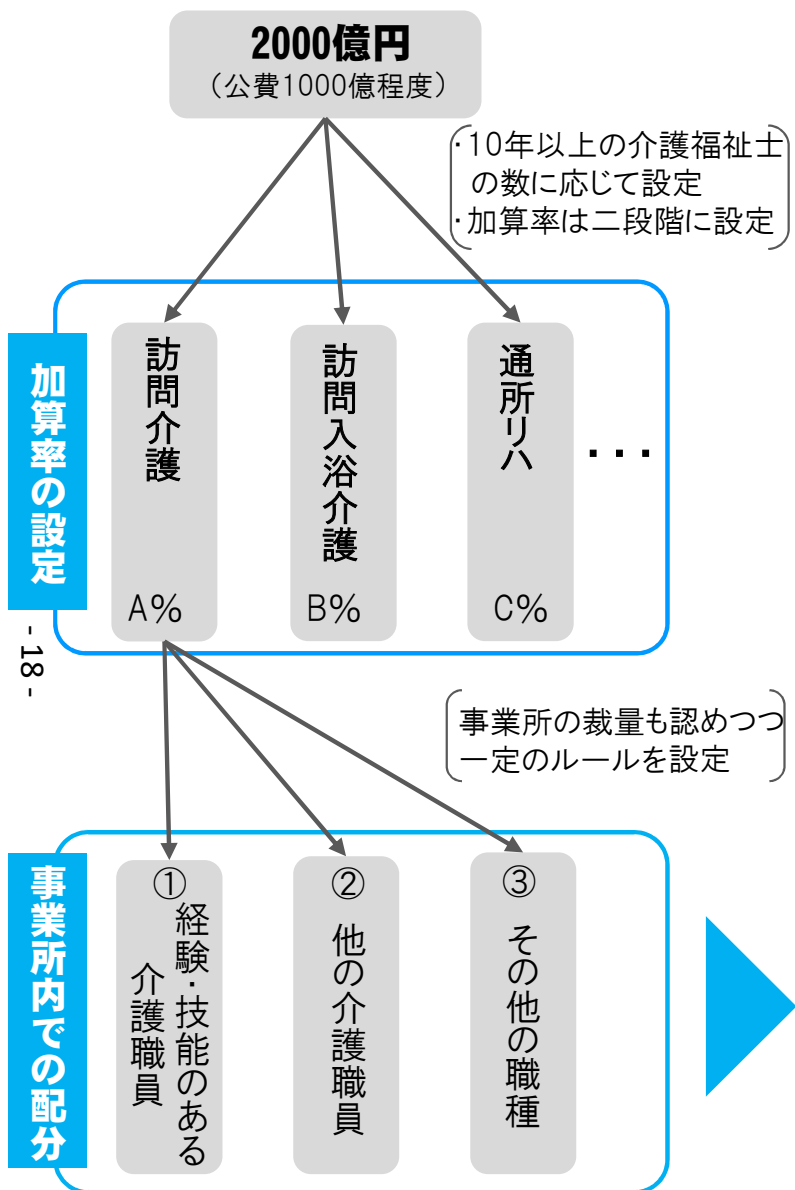 2000億円
（公費1000億程度）
・10年以上の介護福祉士
の数に応じて設定
・加算率は二段階に設定
加算率の設定
訪問介護
A%
訪問入浴介護
B%
通所リハ
C%
・・・
- 18 -
事業所の裁量も認めつつ
一定のルールを設定
事業所内での配分
①
経験・技能のある
介護職員
②
他の介護職員
③
その他の職種